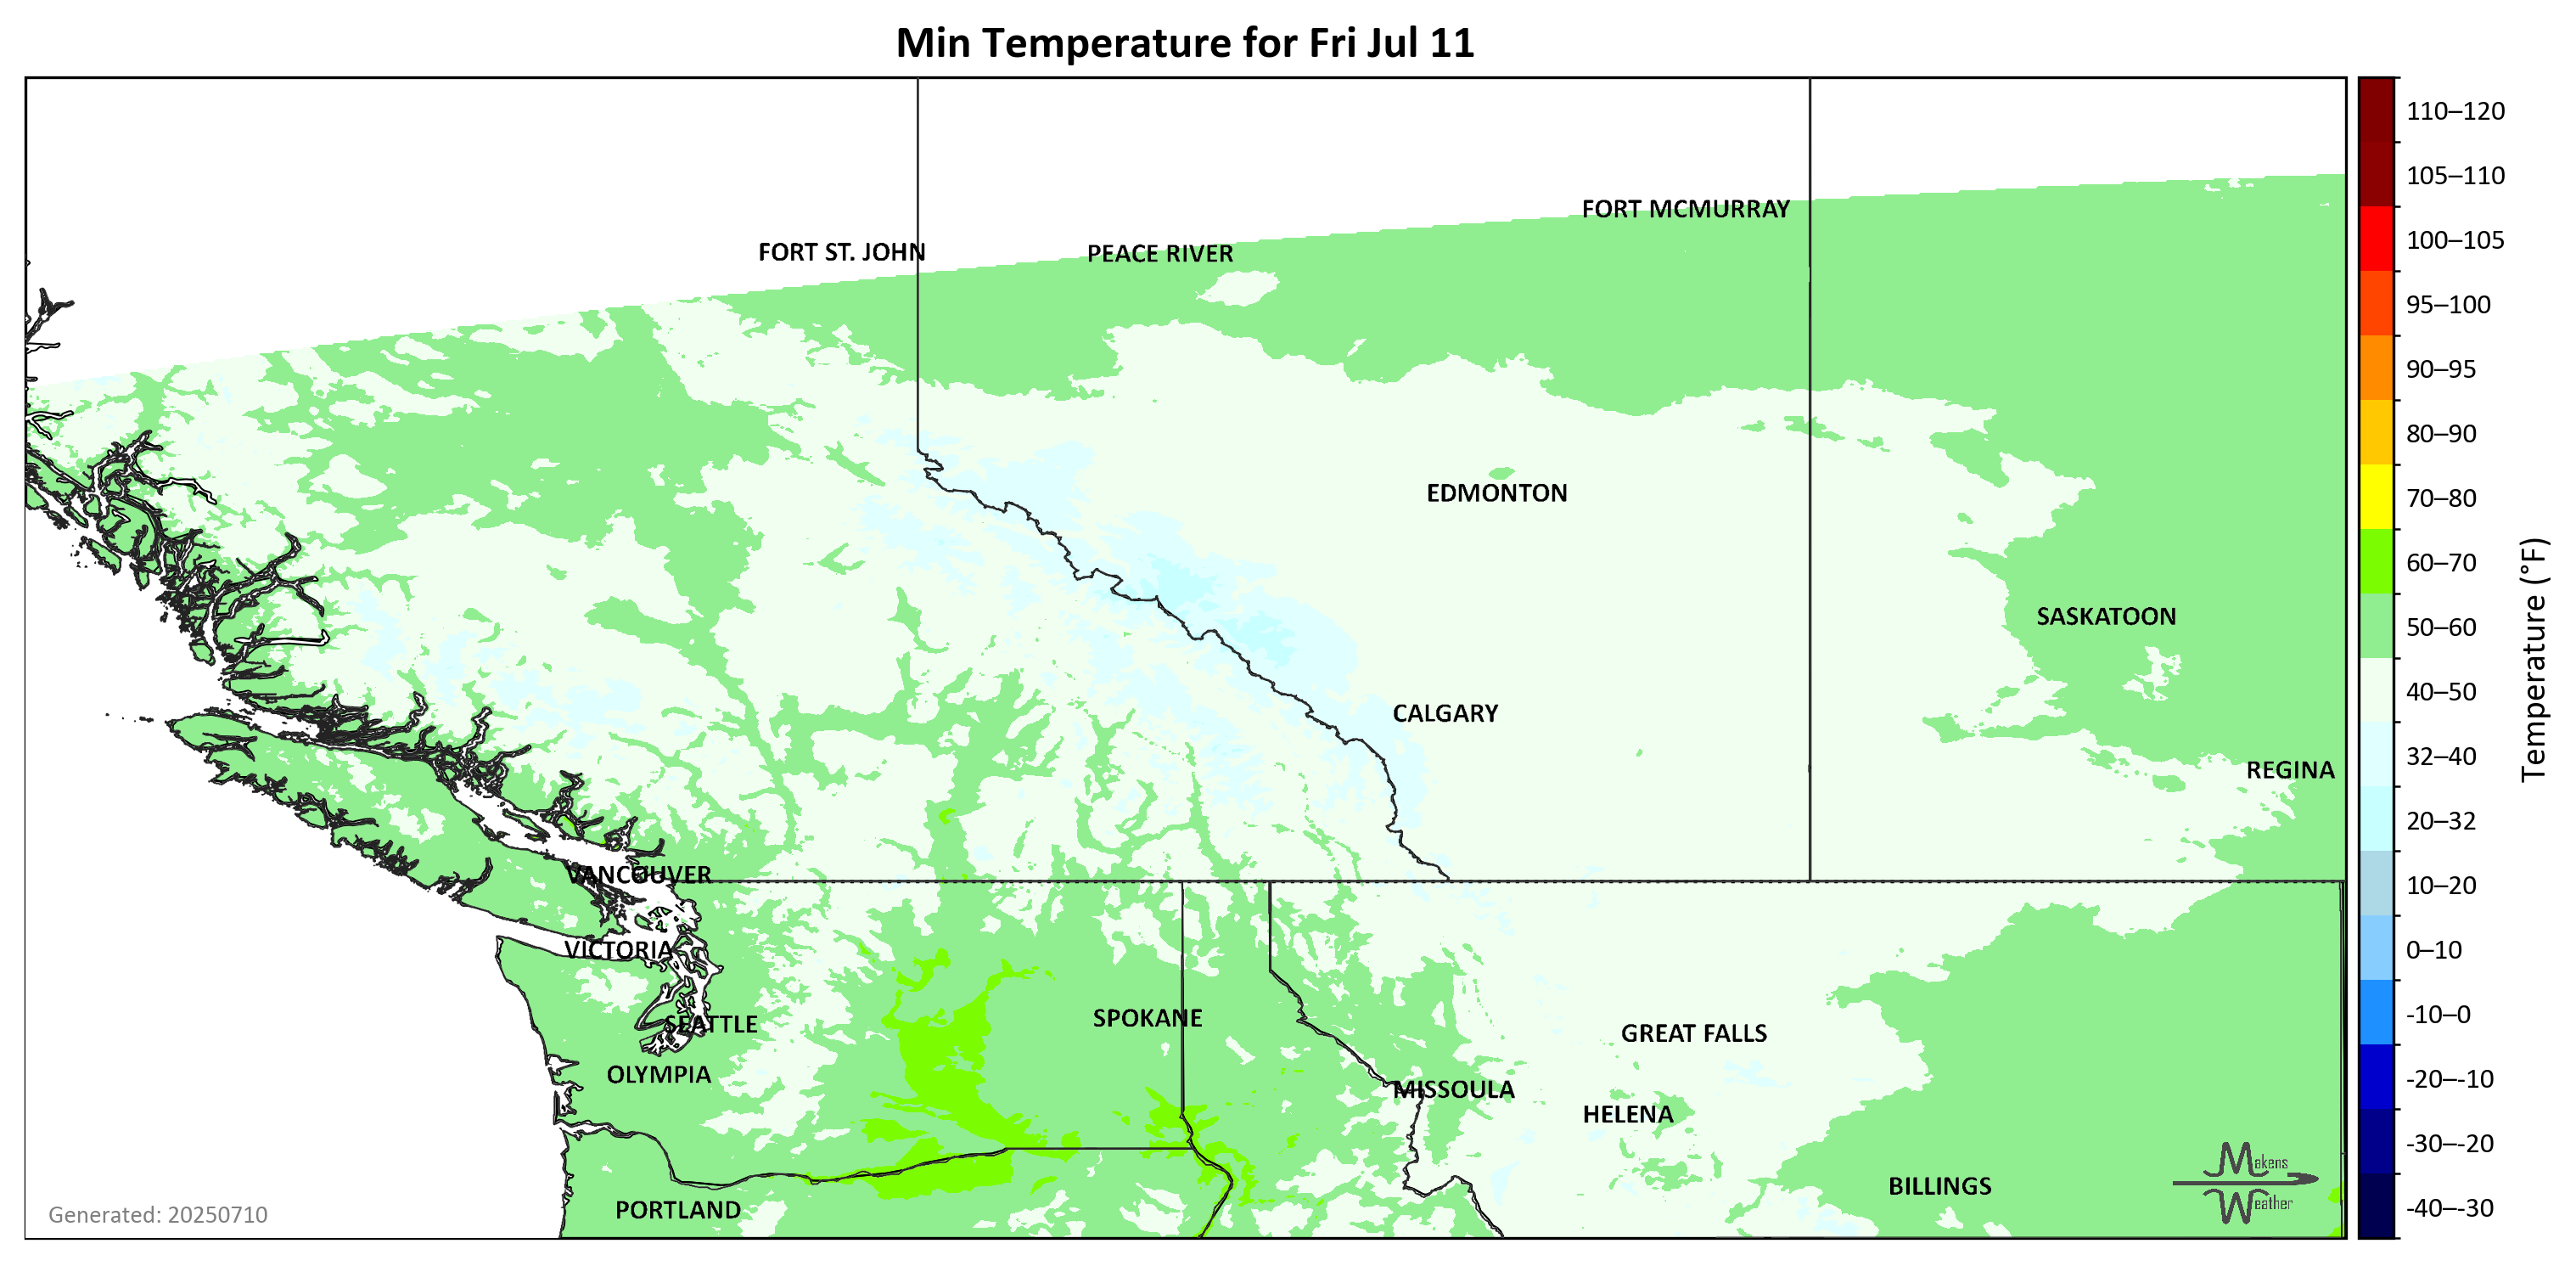 Min Temperature for Fri Jul 11
110–120
105–110
100–105
95–100
90–95
80–90
70–80
60–70
50–60
40–50
32–40
20–32
10–20
0–10
-10–0
-20–-10
-30–-20
-40–-30
Temperature (°F)
FORT MCMURRAY
FORT ST. JOHN
PEACE RIVER
EDMONTON
SASKATOON
CALGARY
REGINA
VANCOUVER
VICTORIA
SEATTLE
SPOKANE
GREAT FALLS
OLYMPIA
MISSOULA
HELENA
BILLINGS
PORTLAND
Makens
Weather
Generated: 20250710